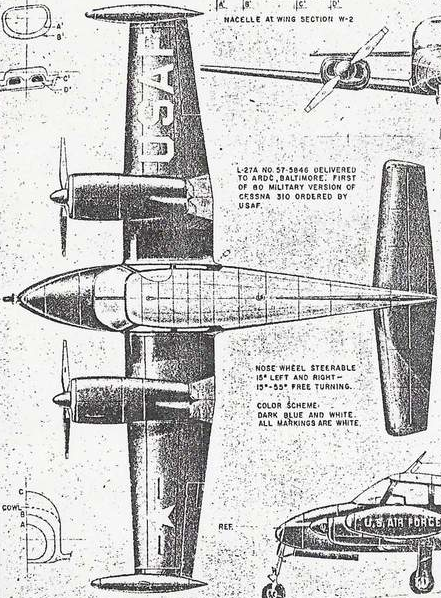 A' B' C' D'
NACELLE AT WING SECTION W-2
A'
B'
C'
D'
USAF
L-27A NO. 57-5846 DELIVERED
TO ARDC, BALTIMORE. FIRST
OF 80 MILITARY VERSION OF
CESSNA 310 ORDERED BY
USAF.
NOSE WHEEL STEERABLE
15° LEFT AND RIGHT—
15°-55° FREE TURNING.
COLOR SCHEME:
DARK BLUE AND WHITE.
ALL MARKINGS ARE WHITE.
C
COWL
B
A
REF.
U.S. AIR FORCE